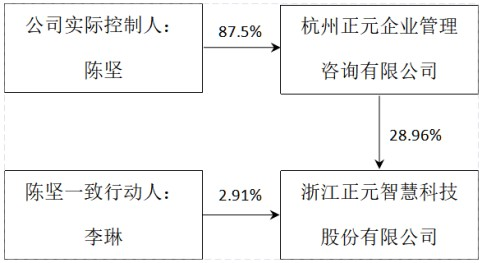 公司实际控制人：
陈坚
87.5%
杭州正元企业管理
咨询有限公司
28.96%
陈坚一致行动人：
李琳
2.91%
浙江正元智慧科技
股份有限公司